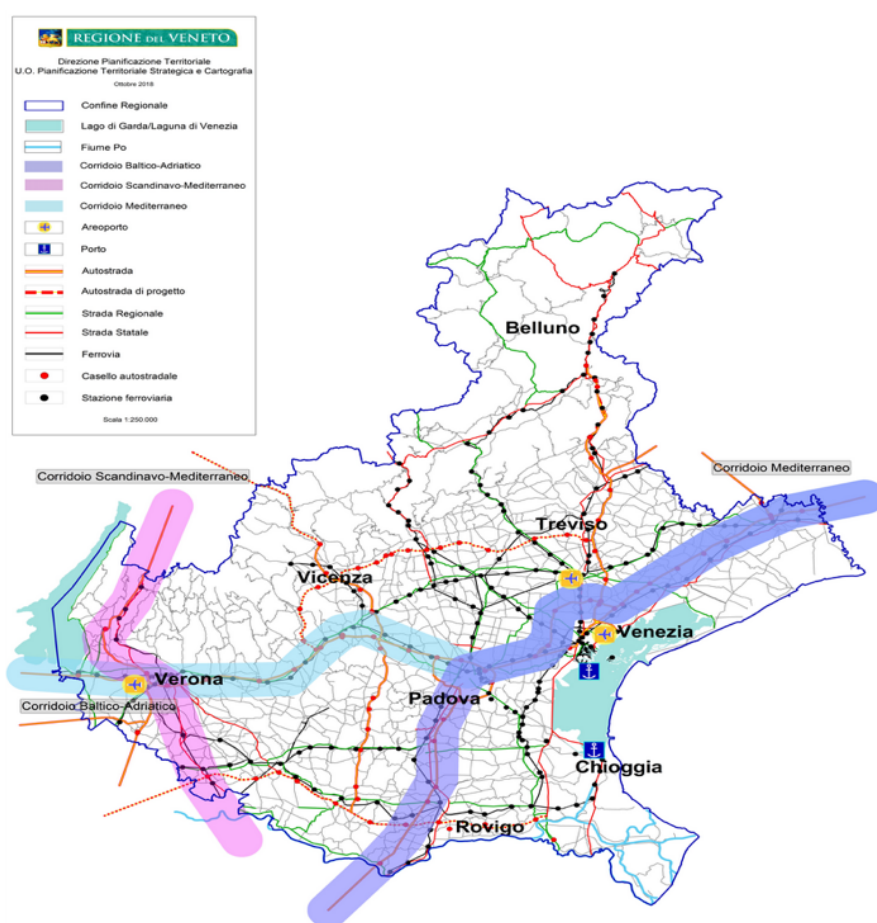 REGIONE DEL VENETO
Direzione Pianificazione Territoriale
U.O. Pianificazione Territoriale Strategica e Cartografia
Ottobre 2018
Confine Regionale
Lago di Garda/Laguna di Venezia
Fiume Po
Corridoio Baltico-Adriatico
Corridoio Scandinavo-Mediterraneo
Corridoio Mediterraneo
Areoporto
Porto
Autostrada
Autostrada di progetto
Strada Regionale
Strada Statale
Ferrovia
Casello autostradale
Stazione ferroviaria
Scala 1:250.000
Belluno
Corridoio Mediterraneo
Corridoio Scandinavo-Mediterraneo
Treviso
Vicenza
Venezia
Verona
Padova
Corridoio Baltico-Adriatico
Chioggia
Rovigo